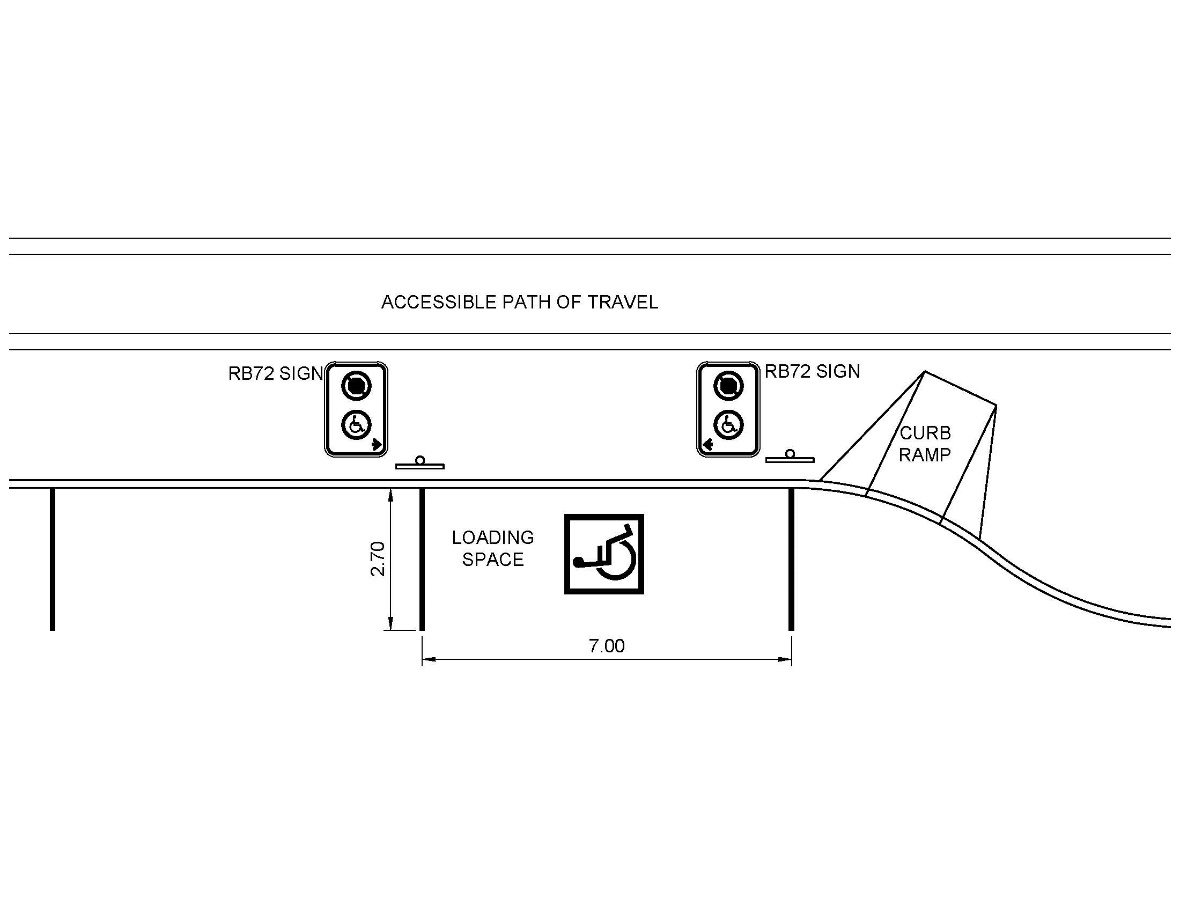 ACCESSIBLE PATH OF TRAVEL
RB72 SIGN
RB72 SIGN
CURB
RAMP
LOADING
SPACE
2.70
7.00